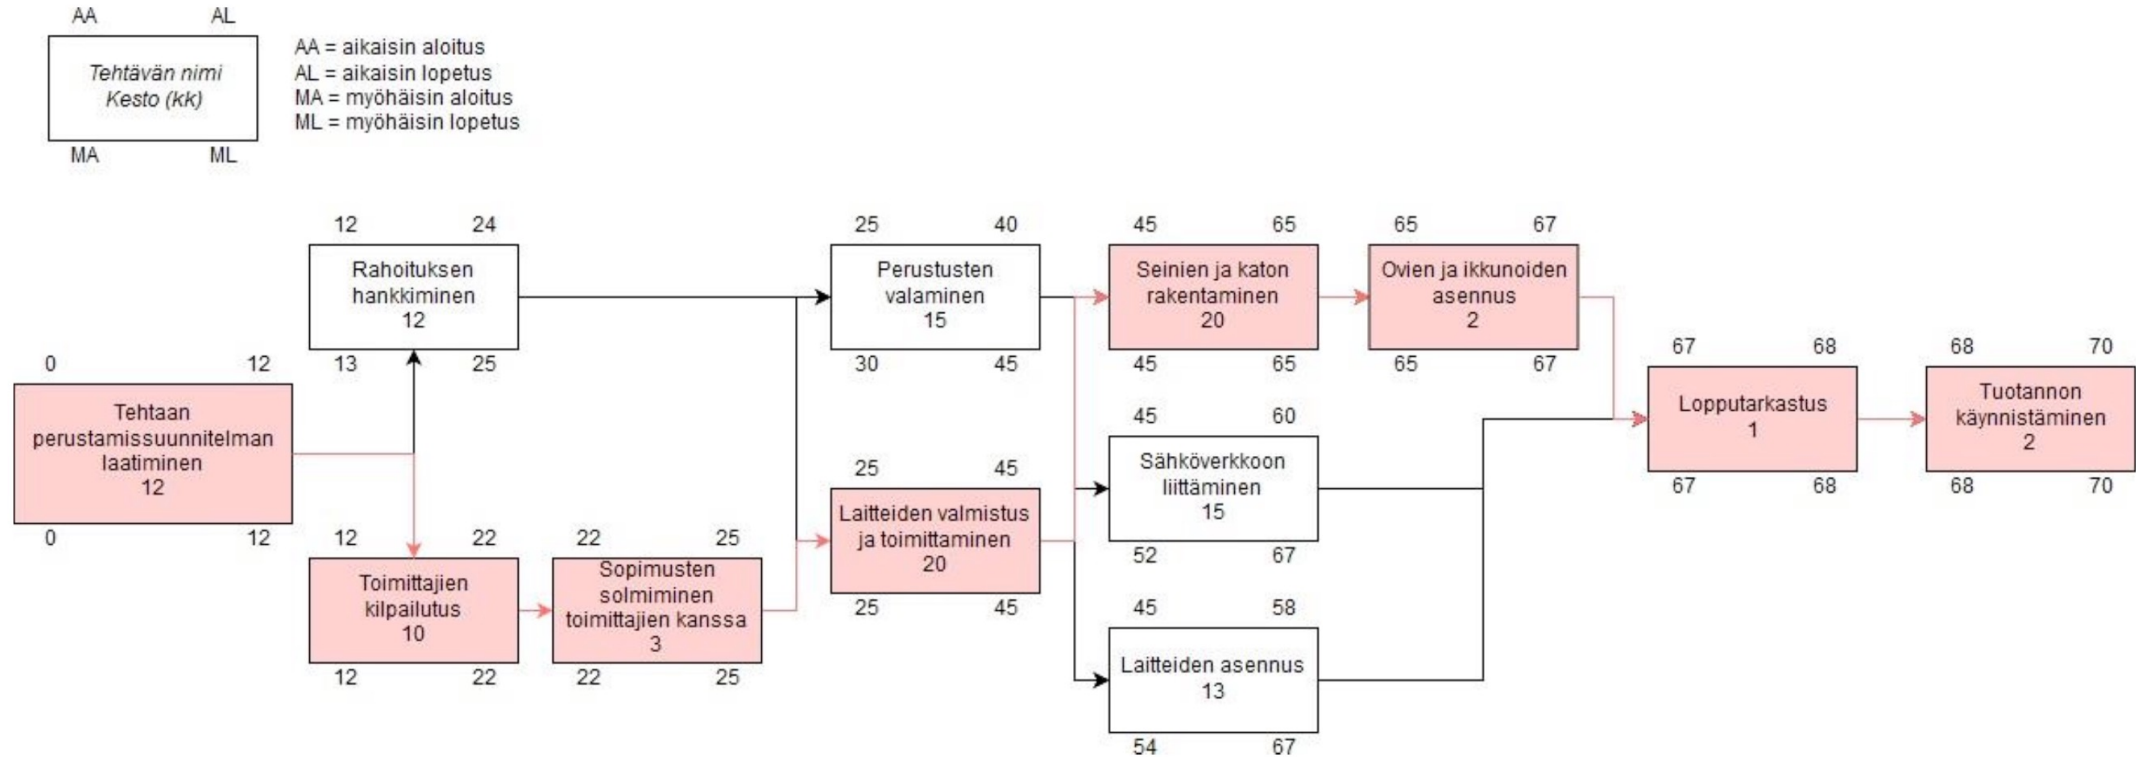 AA AL
Tehtävän nimi
Kesto (kk)
MA ML
AA = aikaisin aloitus
AL = aikaisin lopetus
MA = myöhäisin aloitus
ML = myöhäisin lopetus
0 12
Tehtaan
perustamissuunnitelman
laatiminen
12
0 12
12 24
Rahoituksen
hankkiminen
12
13 25
12 22
Toimittajien
kilpailutus
10
12 22
22 25
Sopimusten
solmiminen
toimittajien kanssa
3
22 25
25 40
Perustusten
valaminen
15
30 45
25 45
Laitteiden valmistus
ja toimittaminen
20
25 45
45 65
Seinien ja katon
rakentaminen
20
45 65
65 67
Ovien ja ikkunoiden
asennus
2
65 67
45 60
Sähköverkkoon
liittäminen
15
52 67
45 58
Laitteiden asennus
13
54 67
67 68
Lopputarkastus
1
67 68
68 70
Tuotannon
käynnistäminen
2
68 70